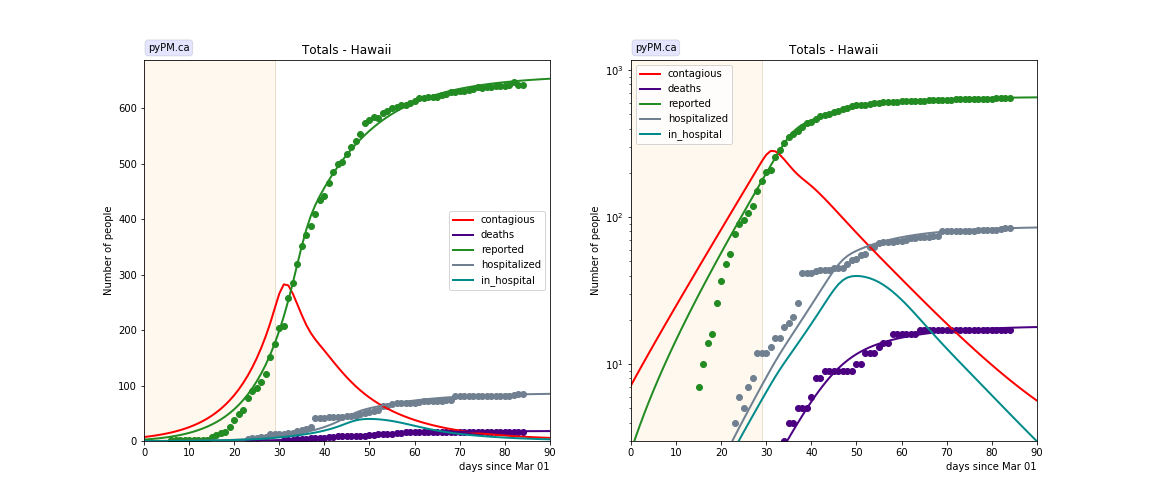 pyPM.ca
Totals - Hawaii
Number of people
600
500
400
300
200
100
0
contagious
deaths
reported
hospitalized
in_hospital
0 10 20 30 40 50 60 70 80 90
days since Mar 01
pyPM.ca
Totals - Hawaii
Number of people
10³
10²
10¹
contagious
deaths
reported
hospitalized
in_hospital
0 10 20 30 40 50 60 70 80 90
days since Mar 01